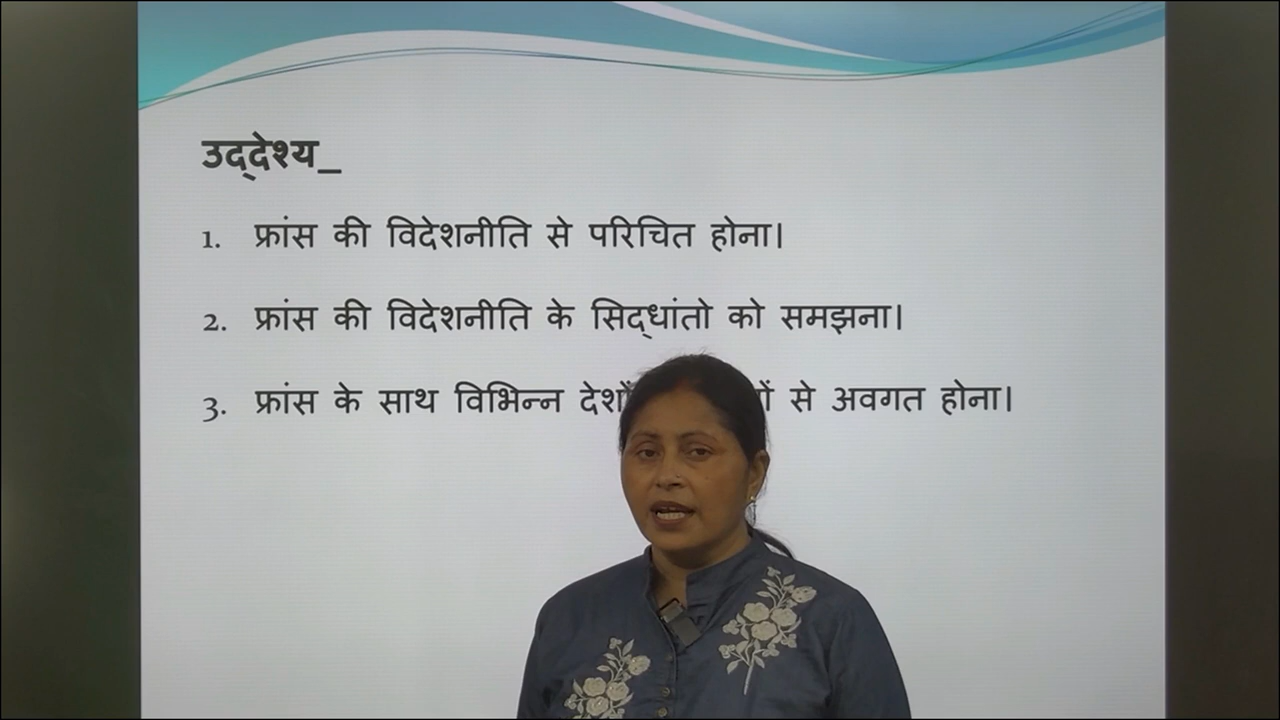 उद्देश्य_
1. फ्रांस की विदेशनीति से परिचित होना।
2. फ्रांस की विदेशनीति के सिद्धांतो को समझना।
3. फ्रांस के साथ विभिन्न से अवगत होना।